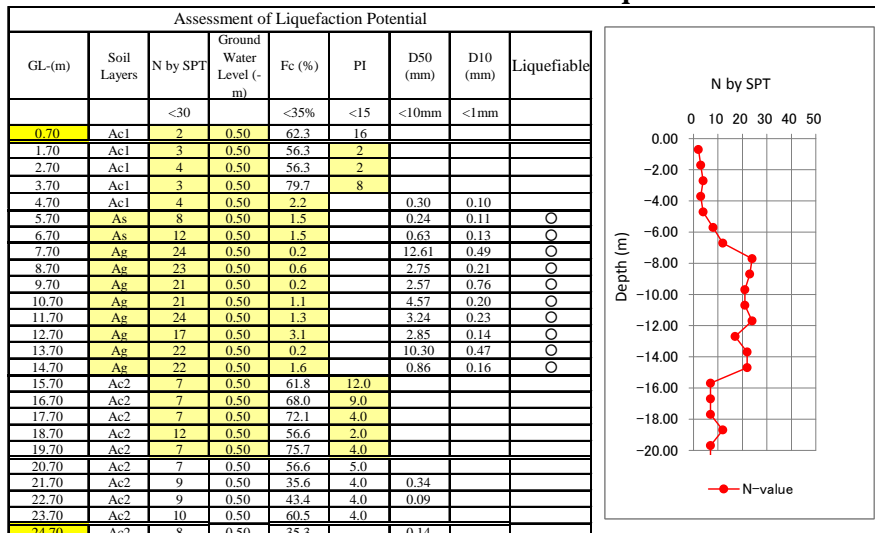 Assessment of Liquefaction Potential
GL-(m) Soil Layers N by SPT Ground Water Level (-m) Fc (%) PI D50 (mm) D10 (mm) Liquefiable
<30 <35% <15 <10mm <1mm
0.70 Ac1 2 0.50 62.3 16
1.70 Ac1 3 0.50 56.3 2
2.70 Ac1 4 0.50 56.3 2
3.70 Ac1 3 0.50 79.7 8
4.70 Ac1 4 0.50 2.2 0.30 0.10
5.70 As 8 0.50 1.5 0.24 0.11 ○
6.70 As 12 0.50 1.5 0.63 0.13 ○
7.70 Ag 24 0.50 0.2 12.61 0.49 ○
8.70 Ag 23 0.50 0.6 2.75 0.21 ○
9.70 Ag 21 0.50 0.2 2.57 0.76 ○
10.70 Ag 21 0.50 1.1 4.57 0.20 ○
11.70 Ag 24 0.50 1.3 3.24 0.23 ○
12.70 Ag 17 0.50 3.1 2.85 0.14 ○
13.70 Ag 22 0.50 0.2 10.30 0.47 ○
14.70 Ag 22 0.50 1.6 0.86 0.16 ○
15.70 Ac2 7 0.50 61.8 12.0
16.70 Ac2 7 0.50 68.0 9.0
17.70 Ac2 7 0.50 72.1 4.0
18.70 Ac2 12 0.50 56.6 2.0
19.70 Ac2 7 0.50 75.7 4.0
20.70 Ac2 7 0.50 56.6 5.0
21.70 Ac2 9 0.50 35.6 4.0 0.34
22.70 Ac2 9 0.50 43.4 4.0 0.09
23.70 Ac2 10 0.50 60.5 4.0
24.70 Ac2 8 0.50 35.3 0.14
N by SPT
0 10 20 30 40 50
Depth (m)
0.00
−2.00
−4.00
−6.00
−8.00
−10.00
−12.00
−14.00
−16.00
−18.00
−20.00
N−value